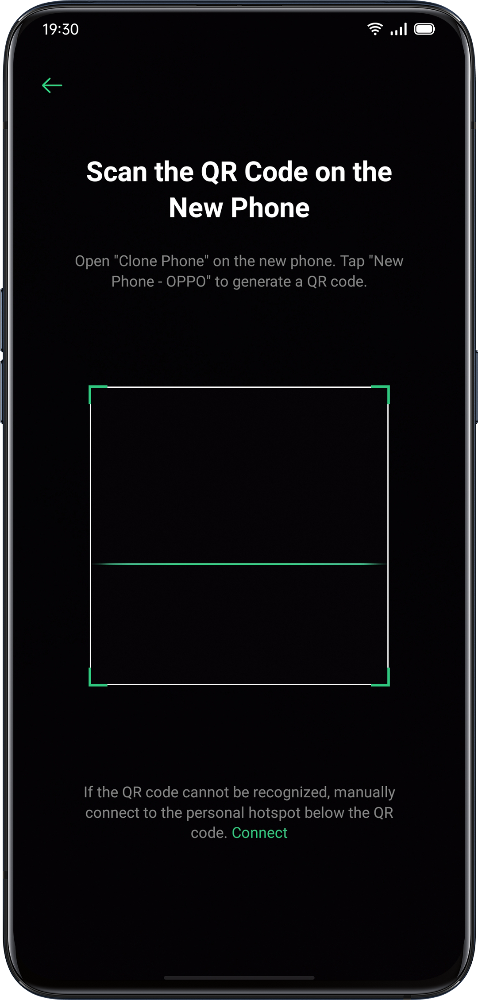 19:30
Scan the QR Code on the
New Phone
Open "Clone Phone" on the new phone. Tap "New
Phone - OPPO" to generate a QR code.
If the QR code cannot be recognized, manually
connect to the personal hotspot below the QR
code. Connect